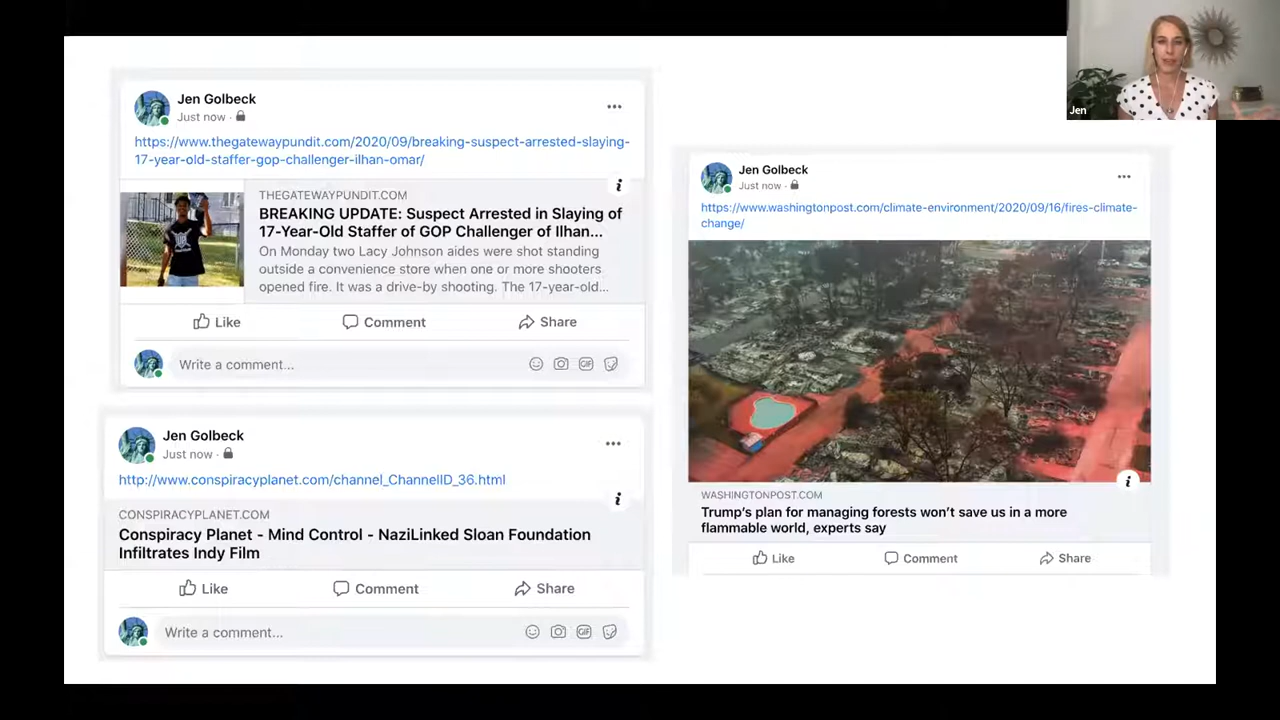 Jen Golbeck
Just now
https://www.thegatewaypundit.com/2020/09/breaking-suspect-arrested-slaying-
17-year-old-staffer-gop-challenger-ilhan-omar/
THEGATEWAYPUNDIT.COM
BREAKING UPDATE: Suspect Arrested in Slaying of
17-Year-Old Staffer of GOP Challenger of Ilhan...
On Monday two Lacy Johnson aides were shot standing
outside a convenience store when one or more shooters
opened fire. It was a drive-by shooting. The 17-year-old...
Like Comment Share
Write a comment...
GIF
Jen Golbeck
Just now
http://www.conspiracyplanet.com/channel_ChannelID_36.html
CONSPIRACYPLANET.COM
Conspiracy Planet - Mind Control - NaziLinked Sloan Foundation
Infiltrates Indy Film
Like Comment Share
Write a comment...
GIF
Jen Golbeck
Just now
https://www.washingtonpost.com/climate-environment/2020/09/16/fires-climate-
change/
WASHINGTONPOST.COM
Trump's plan for managing forests won't save us in a more
flammable world, experts say
Like Comment Share
Jen